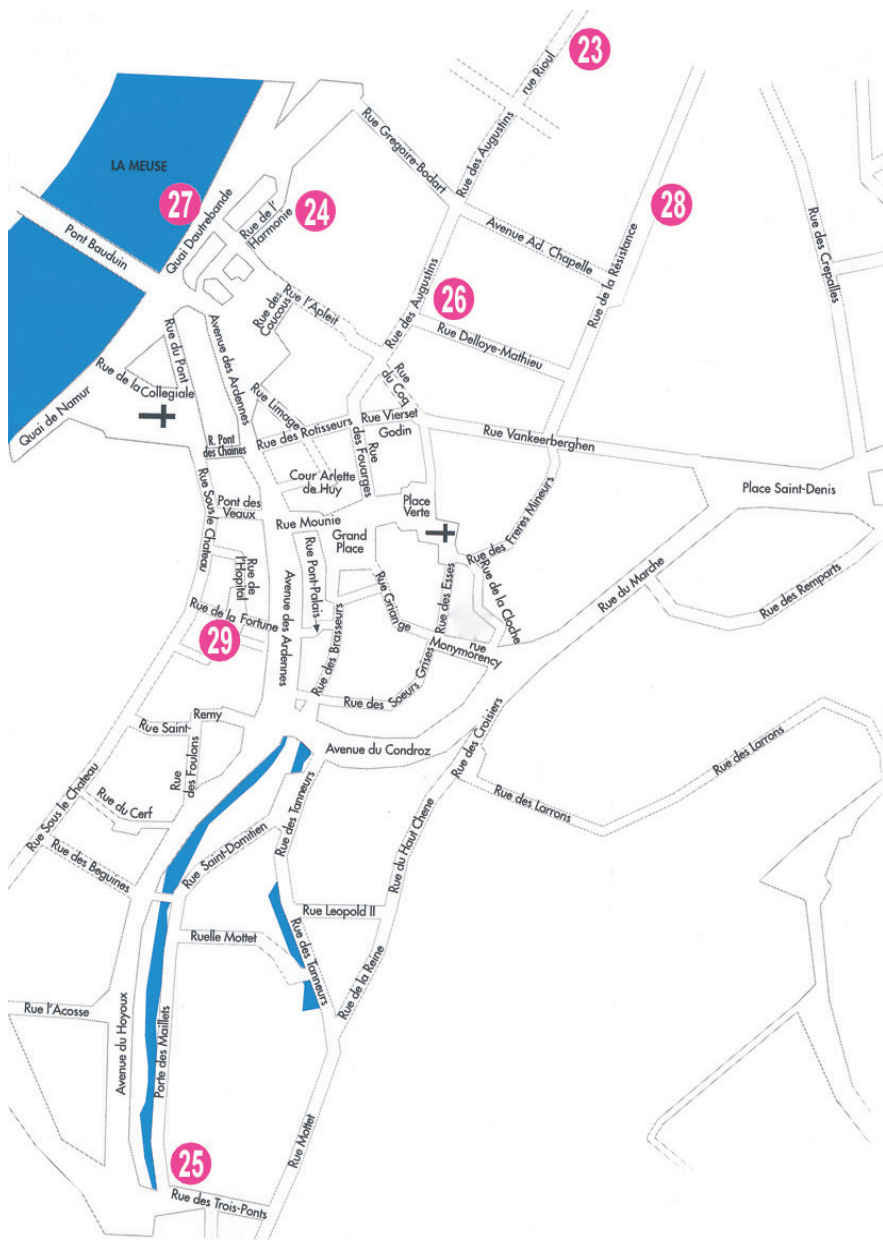 23
rue Rioul
LA MEUSE
Rue Gregoire-Bodart
Rue des Augustins
27
24
28
Quai Dautrebande
Rue de l'
Harmonie
Pont Bauduin
Avenue Ad. Chapelle
Rue de la Résistance
Rue des Crepalles
26
Rue des
Coucous
Rue l'Apleit
Rue des Augustins
Rue Delloye-Mathieu
Rue du Pont
Avenue des Ardennes
Rue de la
Collegiale
Rue
du Coq
Quai de Namur
Rue Limage
Rue Vierset
Godin
R. Pont
des Chaines
Rue des Rotisseurs
Rue
des Fouarges
Rue Vankeerberghen
Cour Arlette
de Huy
Rue Sous le Chateau
Pont des
Veaux
Place
Verte
Place Saint-Denis
Rue Mounie
Grand
Place
Rue des Freres Mineurs
Rue de
l'Hopital
Rue Pont-Palais
Rue Griange
Rue des Esses
Rue de la Cloche
Rue du Marche
Rue des Remparts
Rue de la Fortune
29
Avenue des Ardennes
Rue des Brasseurs
rue
Monymorency
Rue des Soeurs Grises
Rue Saint-
Remy
Rue
des Foulons
Avenue du Condroz
Rue des Croisiers
Rue des Larrons
Rue des Larrons
Rue Sous le Chateau
Rue du Cerf
Rue des Tanneurs
Rue des Beguines
Rue Saint-Domitien
Rue du Haut Chene
Rue Leopold II
Ruelle Mottet
Rue des Tanneurs
Rue de la Reine
Rue l'Acosse
Avenue du Hoyoux
Porte des Maillets
Rue Mottet
25
Rue des Trois-Ponts